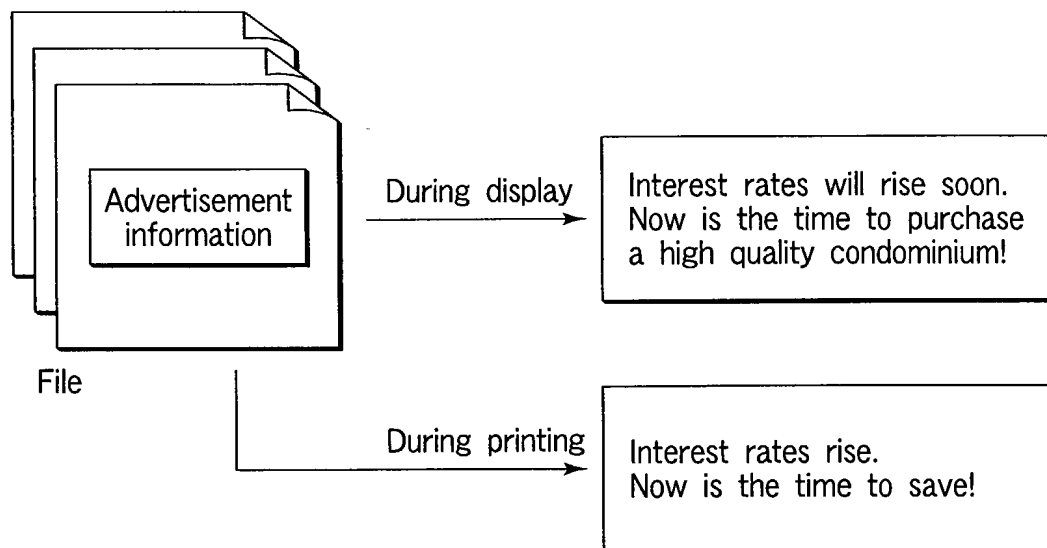 Advertisement
information
File
During display
Interest rates will rise soon.
Now is the time to purchase
a high quality condominium!
During printing
Interest rates rise.
Now is the time to save!